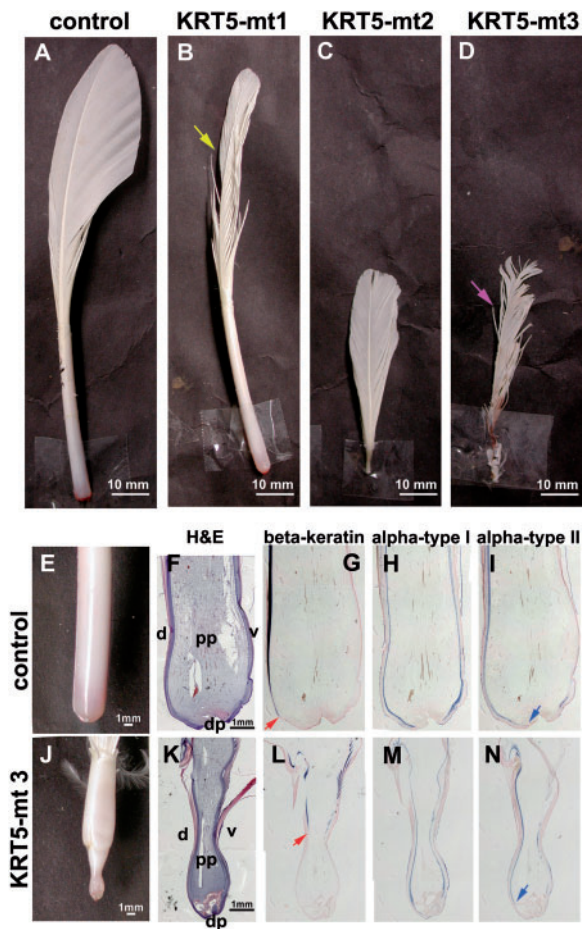 control KRT5-mt1 KRT5-mt2 KRT5-mt3
A B C D
10 mm 10 mm 10 mm 10 mm
H&E beta-keratin alpha-type I alpha-type II
E F G H I
control
d pp v
dp
1mm 1mm
J K L M N
KRT5-mt 3
d v
pp
dp
1mm 1mm